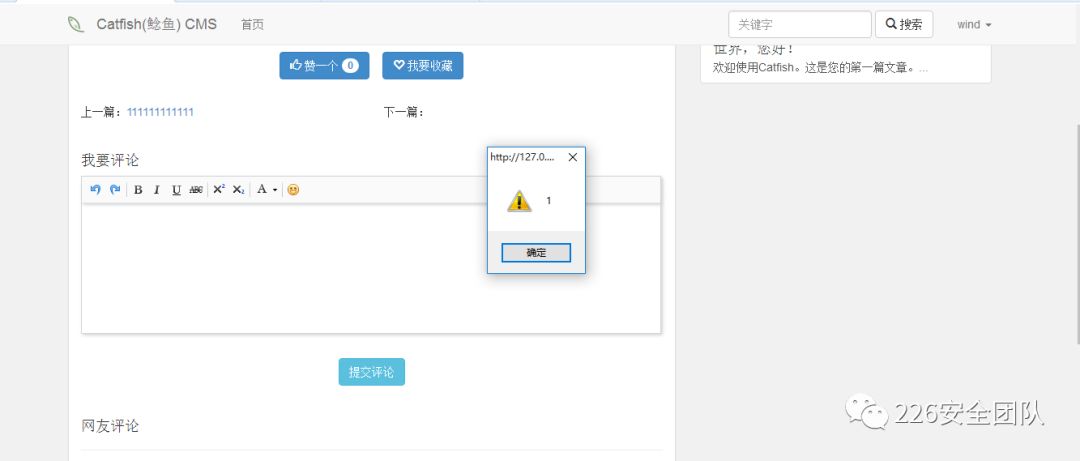 Catfish(鲶鱼) CMS 首页 关键字 搜索 wind
世界，您好！
赞一个 0 我要收藏 欢迎使用Catfish。这是您的第一篇文章。...
上一篇：111111111111 下一篇：
我要评论
http://127.0....
B I U ABC X² X₂ A
1
确定
提交评论
网友评论
226安全团队